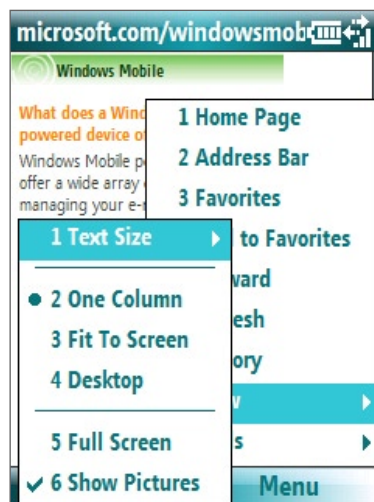 microsoft.com/windowsmob
Windows Mobile
What does a Wind
powered device of
Windows Mobile p
offer a wide array
managing your e-
1 Home Page
2 Address Bar
3 Favorites
to Favorites
ward
esh
ory
s
1 Text Size
2 One Column
3 Fit To Screen
4 Desktop
5 Full Screen
6 Show Pictures
Menu